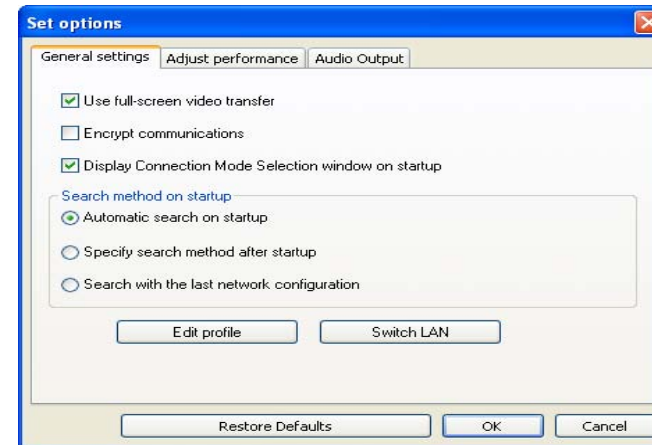 Set options
General settings Adjust performance Audio Output
Use full-screen video transfer
Encrypt communications
Display Connection Mode Selection window on startup
Search method on startup
Automatic search on startup
Specify search method after startup
Search with the last network configuration
Edit profile Switch LAN
Restore Defaults OK Cancel